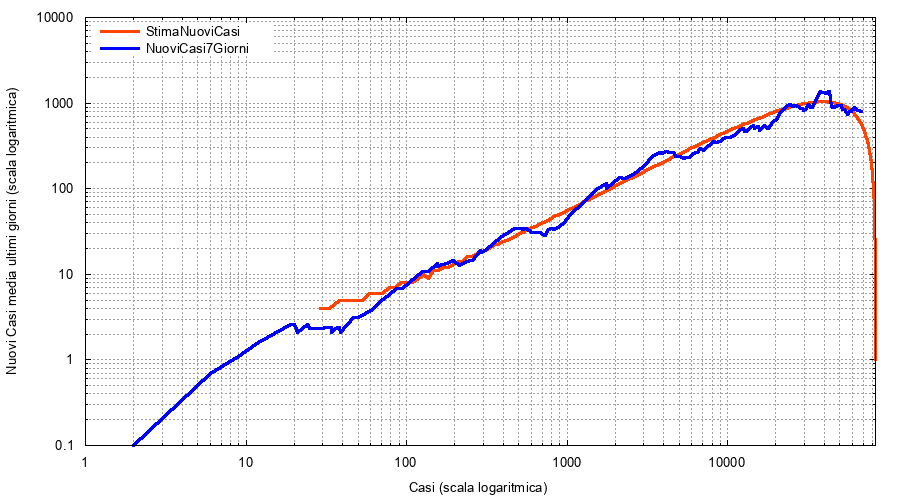 10000
1000
100
10
1
0.1
StimaNuoviCasi
NuoviCasi7Giorni
Nuovi Casi media ultimi giorni (scala logaritmica)
1 10 100 1000 10000
Casi (scala logaritmica)